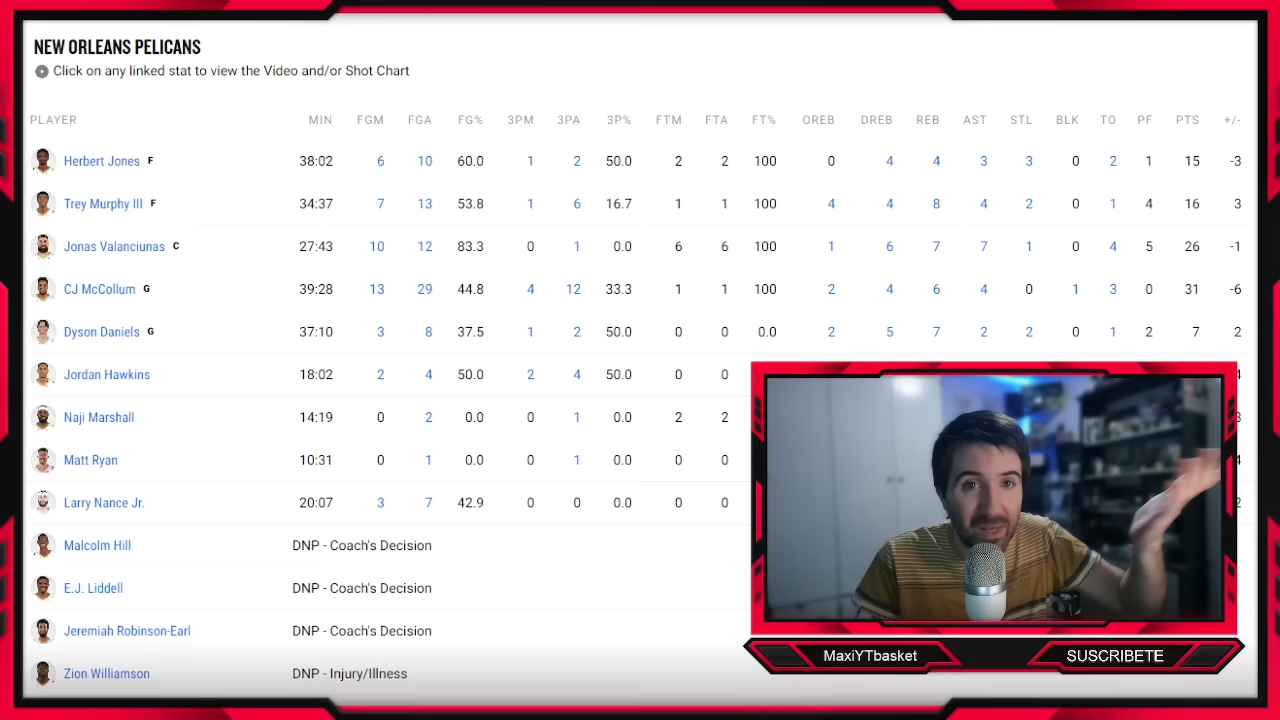 NEW ORLEANS PELICANS
Click on any linked stat to view the Video and/or Shot Chart
PLAYER MIN FGM FGA FG% 3PM 3PA 3P% FTM FTA FT% OREB DREB REB AST STL BLK TO PF PTS +/-
Herbert Jones F 38:02 6 10 60.0 1 2 50.0 2 2 100 0 4 4 3 3 0 2 1 15 -3
Trey Murphy III F 34:37 7 13 53.8 1 6 16.7 1 1 100 4 4 8 4 2 0 1 4 16 3
Jonas Valanciunas C 27:43 10 12 83.3 0 1 0.0 6 6 100 1 6 7 7 1 0 4 5 26 -1
CJ McCollum G 39:28 13 29 44.8 4 12 33.3 1 1 100 2 4 6 4 0 1 3 0 31 -6
Dyson Daniels G 37:10 3 8 37.5 1 2 50.0 0 0 0.0 2 5 7 2 2 0 1 2 7 2
Jordan Hawkins 18:02 2 4 50.0 2 4 50.0 0 0
Naji Marshall 14:19 0 2 0.0 0 1 0.0 2 2
Matt Ryan 10:31 0 1 0.0 0 1 0.0 0 0
Larry Nance Jr. 20:07 3 7 42.9 0 0 0.0 0 0
Malcolm Hill DNP - Coach's Decision
E.J. Liddell DNP - Coach's Decision
Jeremiah Robinson-Earl DNP - Coach's Decision
Zion Williamson DNP - Injury/Illness
MaxiYTbasket
SUSCRIBETE